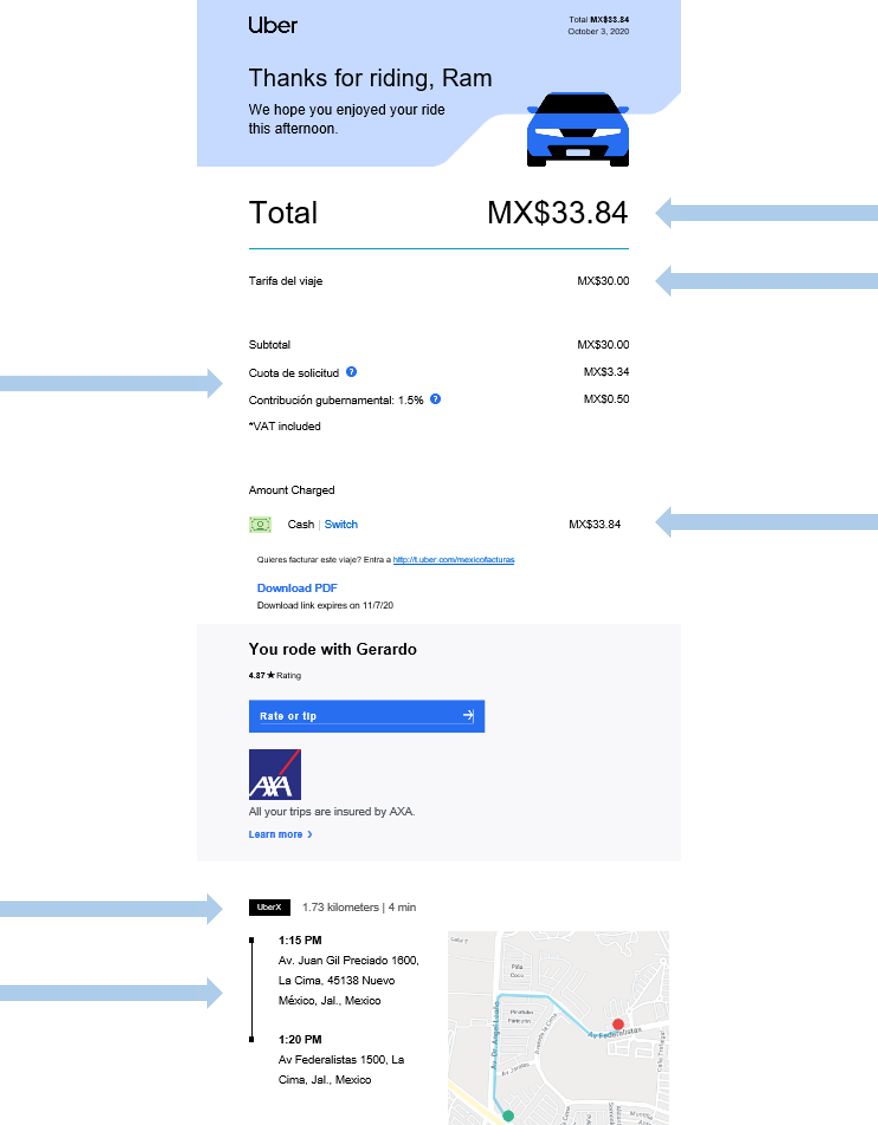 Uber
Total MX$33.84
October 3, 2020
Thanks for riding, Ram
We hope you enjoyed your ride
this afternoon.
Total MX$33.84
Tarifa del viaje MX$30.00
Subtotal MX$30.00
Cuota de solicitud ? MX$3.34
Contribución gubernamental: 1.5% ? MX$0.50
*VAT included
Amount Charged
Cash | Switch MX$33.84
Quieres facturar este viaje? Entra a http://t.uber.com/mexicofacturas
Download PDF
Download link expires on 11/7/20
You rode with Gerardo
4.87 ★ Rating
Rate or tip
AXA
All your trips are insured by AXA.
Learn more
UberX 1.73 kilometers | 4 min
1:15 PM
Av. Juan Gil Preciado 1600,
La Cima, 45138 Nuevo
México, Jal., Mexico
1:20 PM
Av Federalistas 1500, La
Cima, Jal., Mexico
Piña
Coco
Av. Dr. Angel Leaño
Avenida la Cima
Av Federalistas